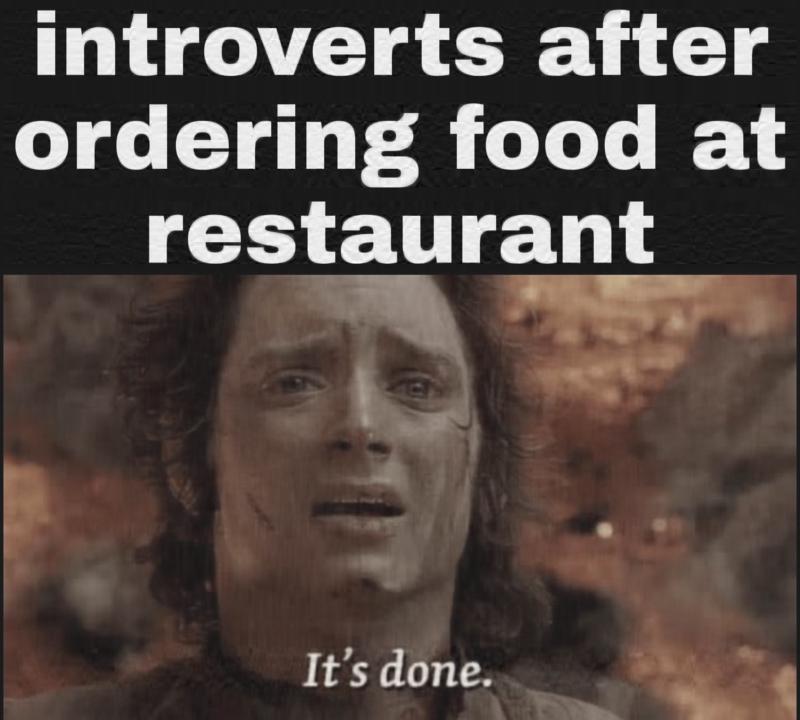 introverts after
ordering food at
restaurant
It's done.